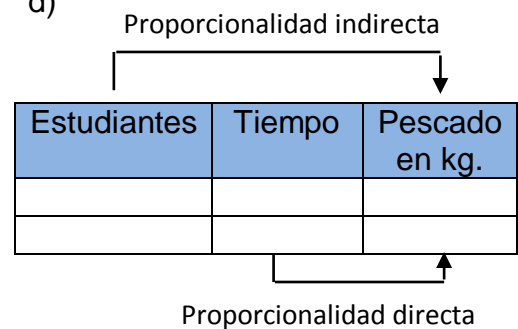 d)
Proporcionalidad indirecta
Estudiantes Tiempo Pescado
en kg.
Proporcionalidad directa